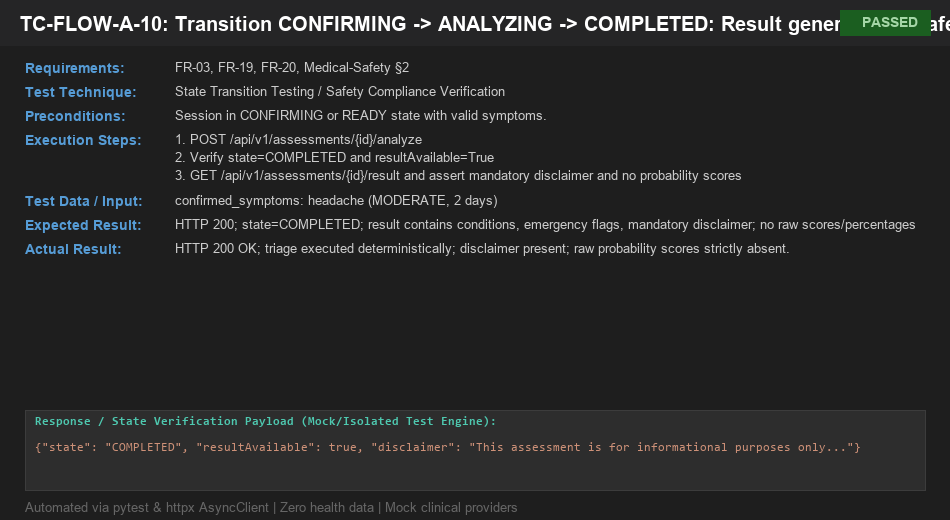 TC-FLOW-A-10: Transition CONFIRMING -> ANALYZING -> COMPLETED: Result gener PASSED
Requirements: FR-03, FR-19, FR-20, Medical-Safety §2
Test Technique: State Transition Testing / Safety Compliance Verification
Preconditions: Session in CONFIRMING or READY state with valid symptoms.
Execution Steps: 1. POST /api/v1/assessments/{id}/analyze
2. Verify state=COMPLETED and resultAvailable=True
3. GET /api/v1/assessments/{id}/result and assert mandatory disclaimer and no probability scores
Test Data / Input: confirmed_symptoms: headache (MODERATE, 2 days)
Expected Result: HTTP 200; state=COMPLETED; result contains conditions, emergency flags, mandatory disclaimer; no raw scores/percentages
Actual Result: HTTP 200 OK; triage executed deterministically; disclaimer present; raw probability scores strictly absent.
Response / State Verification Payload (Mock/Isolated Test Engine):
{"state": "COMPLETED", "resultAvailable": true, "disclaimer": "This assessment is for informational purposes only..."}
Automated via pytest & httpx AsyncClient | Zero health data | Mock clinical providers